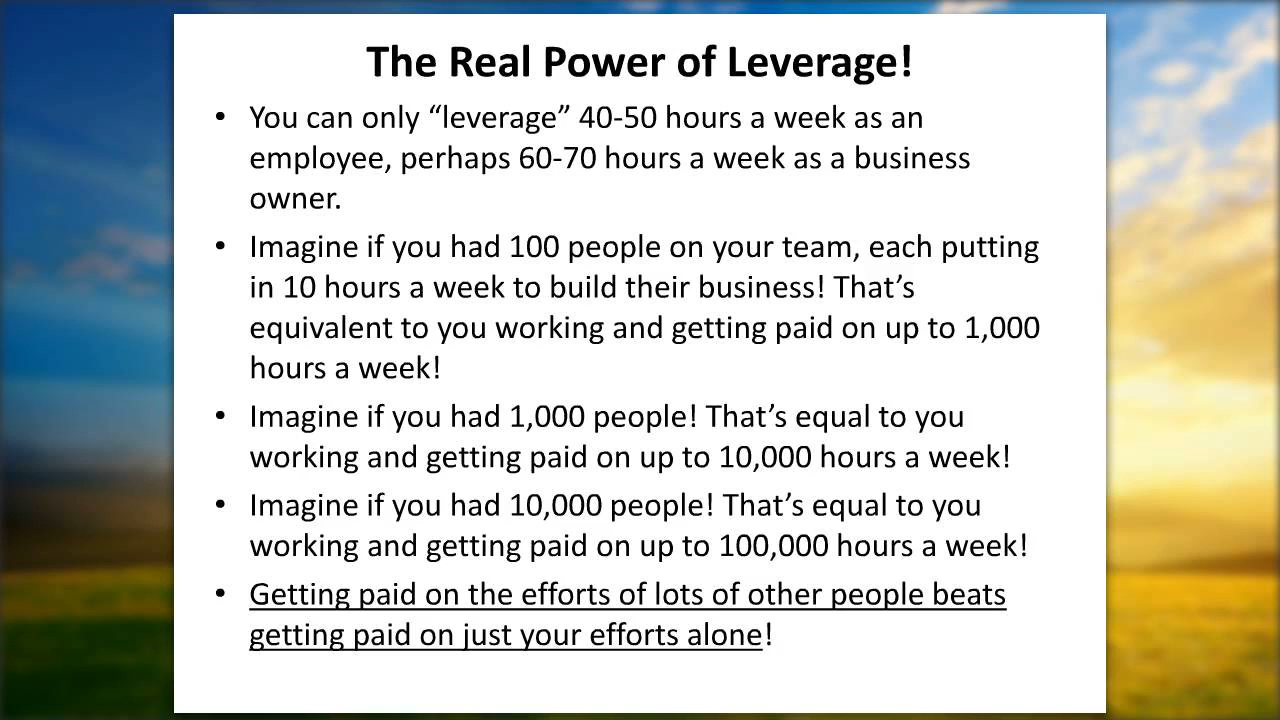 The Real Power of Leverage!
• You can only “leverage” 40-50 hours a week as an
employee, perhaps 60-70 hours a week as a business
owner.
• Imagine if you had 100 people on your team, each putting
in 10 hours a week to build their business! That’s
equivalent to you working and getting paid on up to 1,000
hours a week!
• Imagine if you had 1,000 people! That’s equal to you
working and getting paid on up to 10,000 hours a week!
• Imagine if you had 10,000 people! That’s equal to you
working and getting paid on up to 100,000 hours a week!
• Getting paid on the efforts of lots of other people beats
getting paid on just your efforts alone!